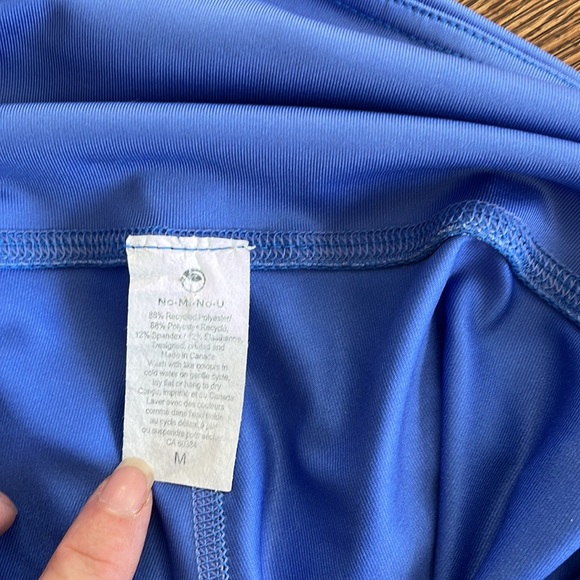 NO•MI•NO•U
88% Recycled Polyester/
88% Polyester Recyclé,
12% Spandex / 12% Élasthanne
Designed, printed and
Made in Canada
Wash with like colours in
cold water on gentle cycle,
lay flat or hang to dry
Conçu, imprimé et au Canada
Laver avec des couleurs
comme dans l'eau froide
au cycle délicat à plat
ou suspendre pour sécher
CA
M